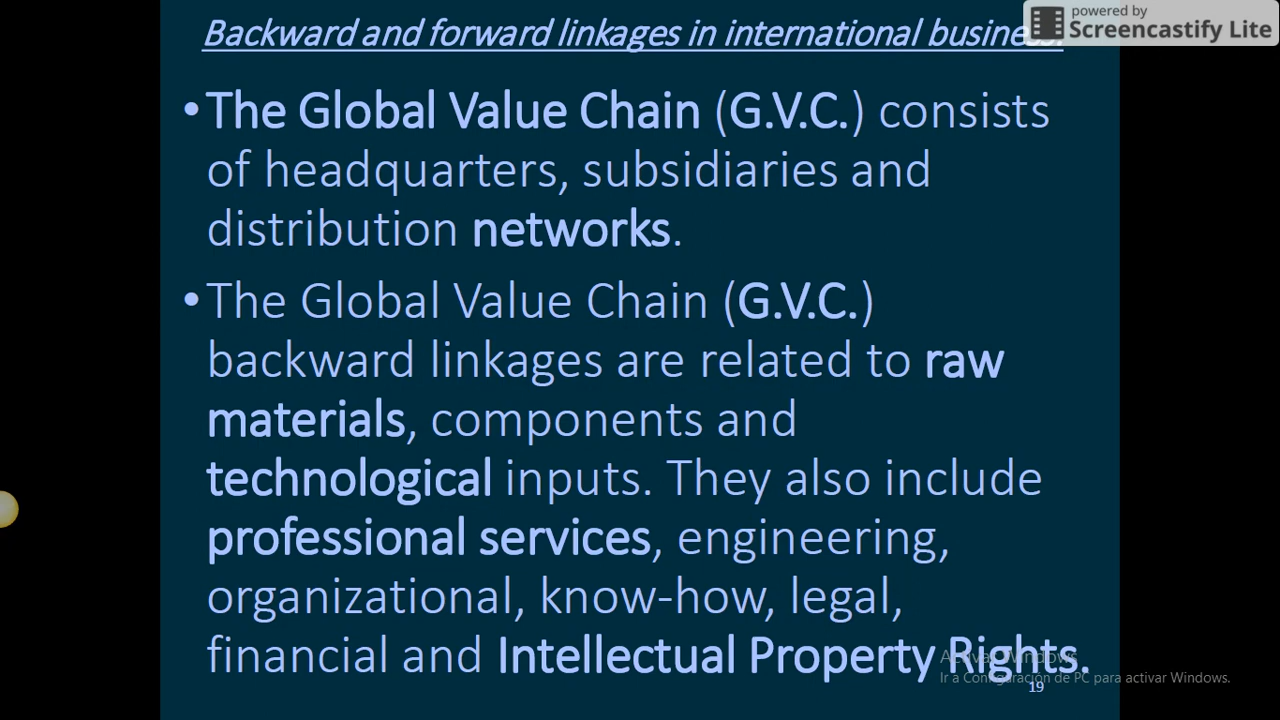 Backward and forward linkages in international business.
powered by
Screencastify Lite
•The Global Value Chain (G.V.C.) consists
of headquarters, subsidiaries and
distribution networks.
•The Global Value Chain (G.V.C.)
backward linkages are related to raw
materials, components and
technological inputs. They also include
professional services, engineering,
organizational, know-how, legal,
financial and Intellectual Property Rights.
Activar Windows
Ir a Configuración de PC para activar Windows.
19